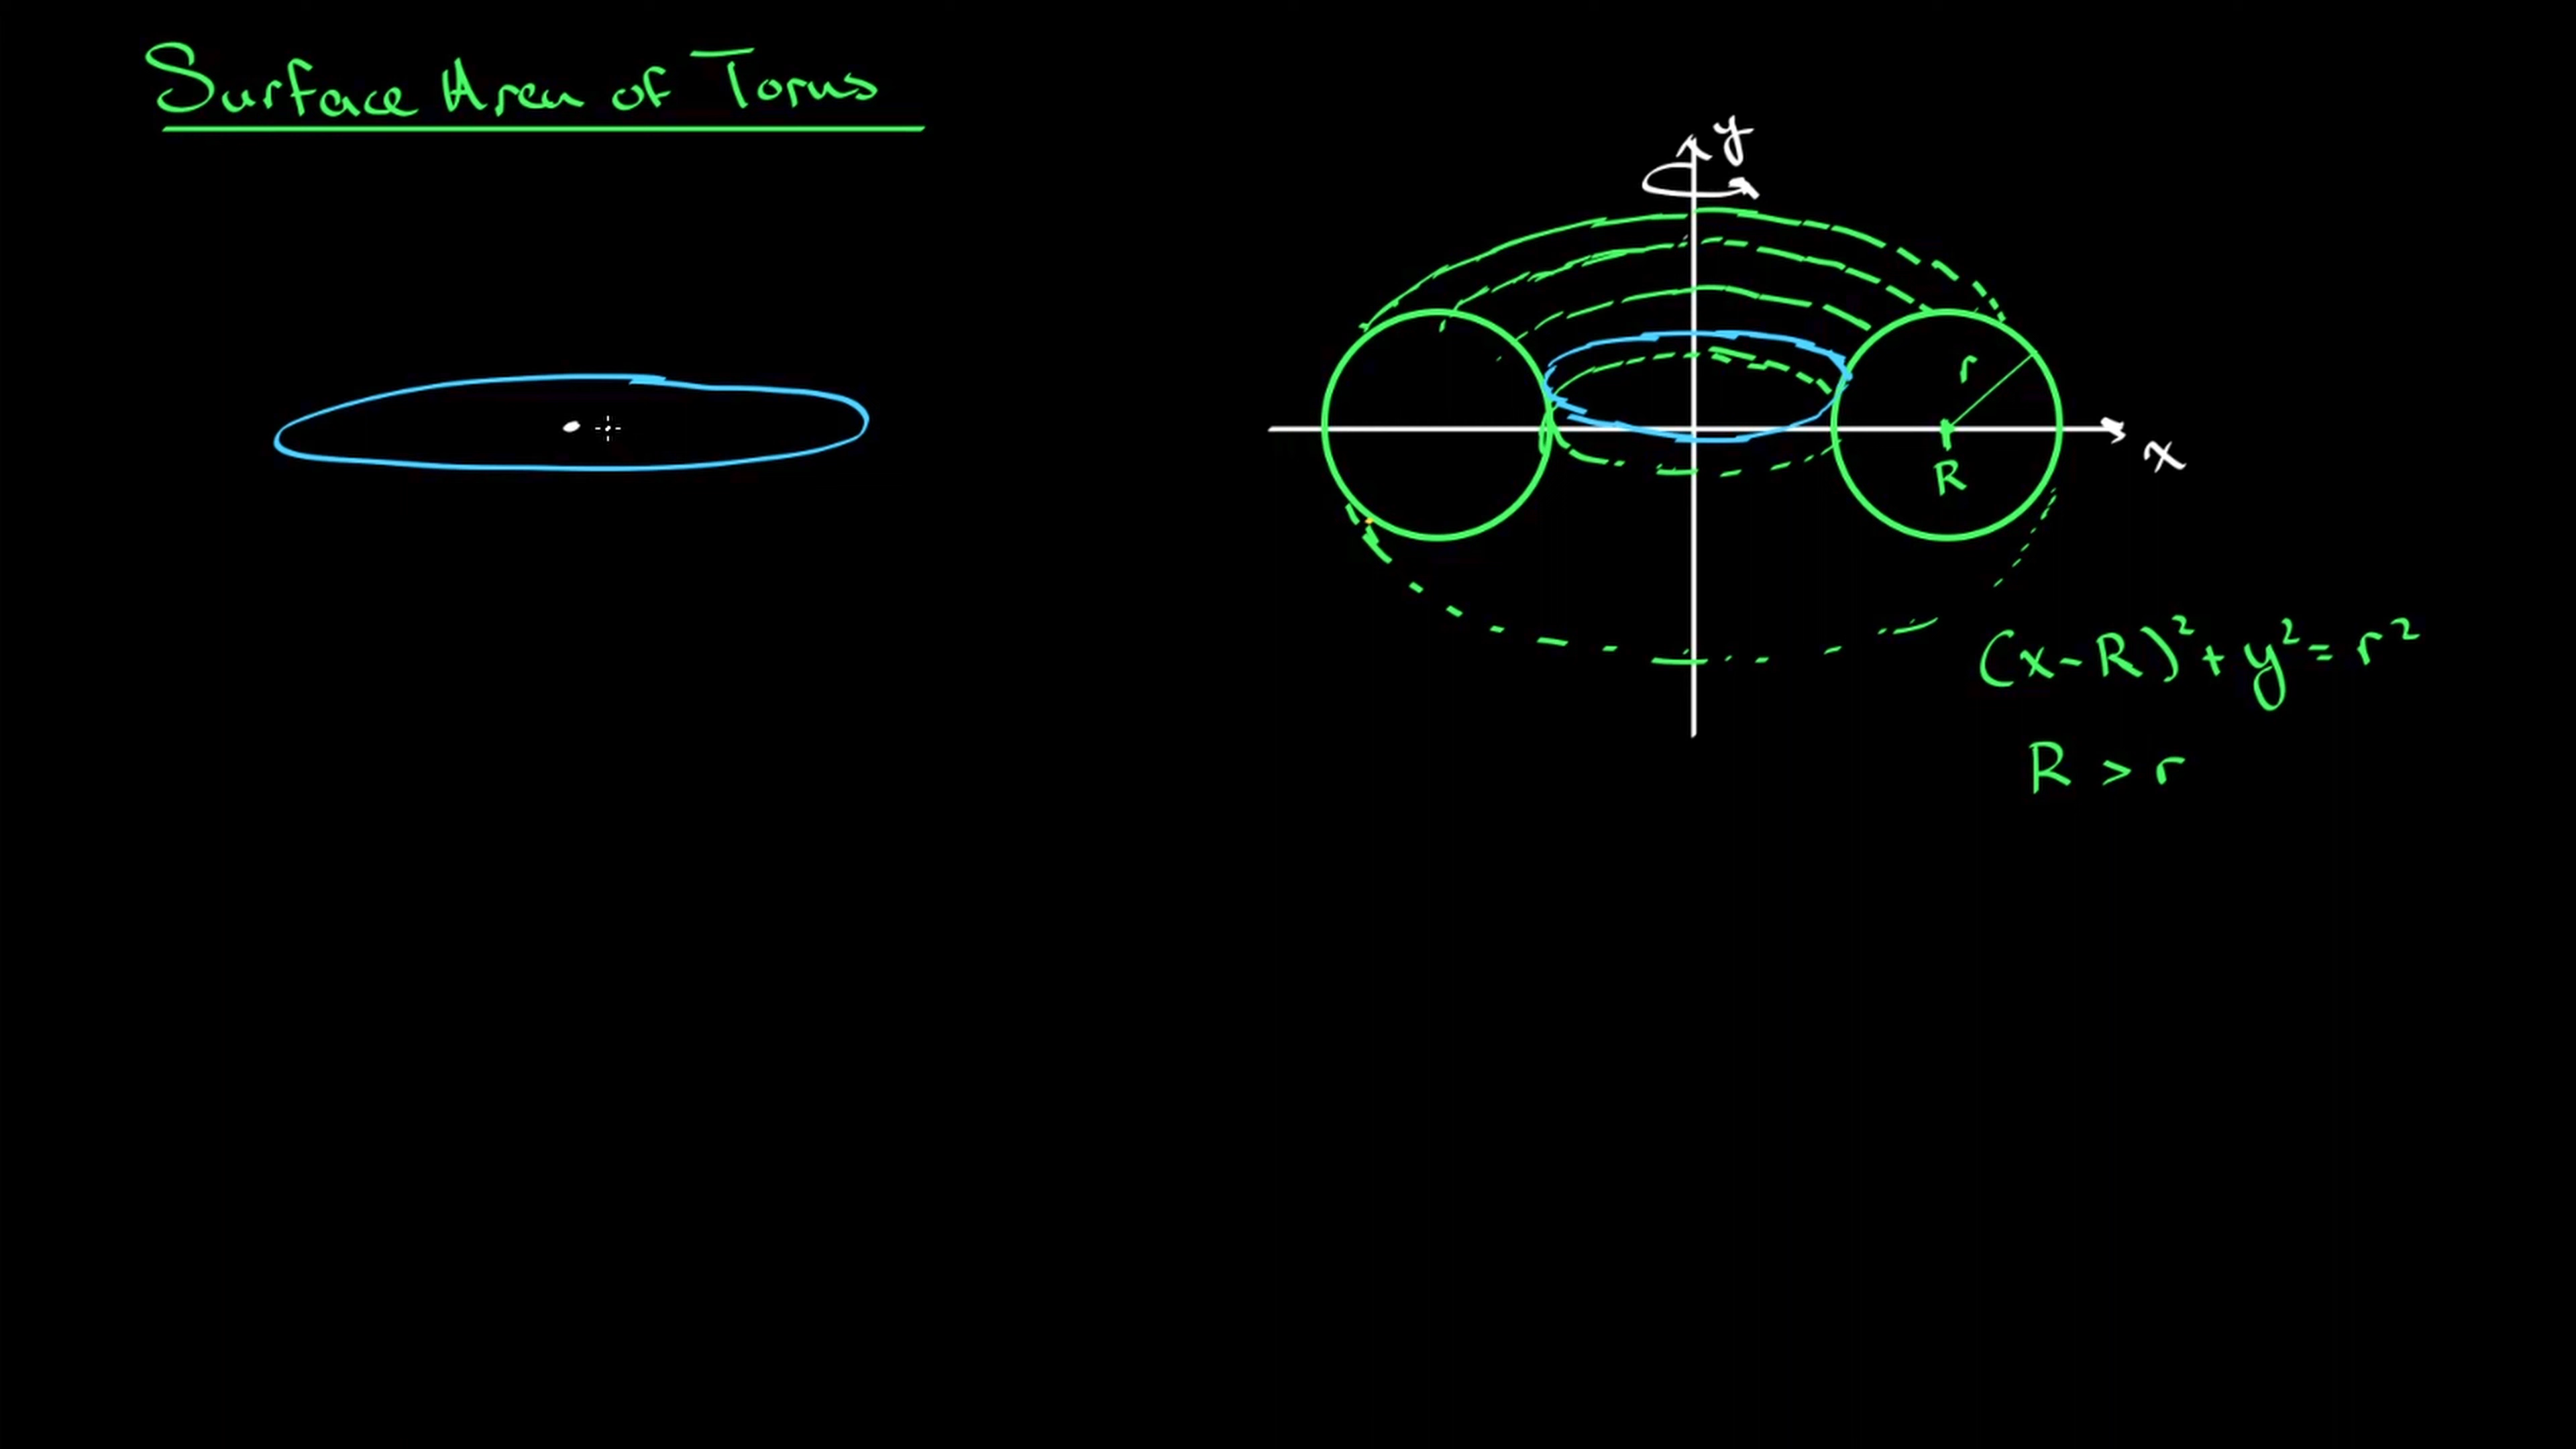 Surface Area of Torus
y
r
R
x
(x-R)²+y²=r²
R > r